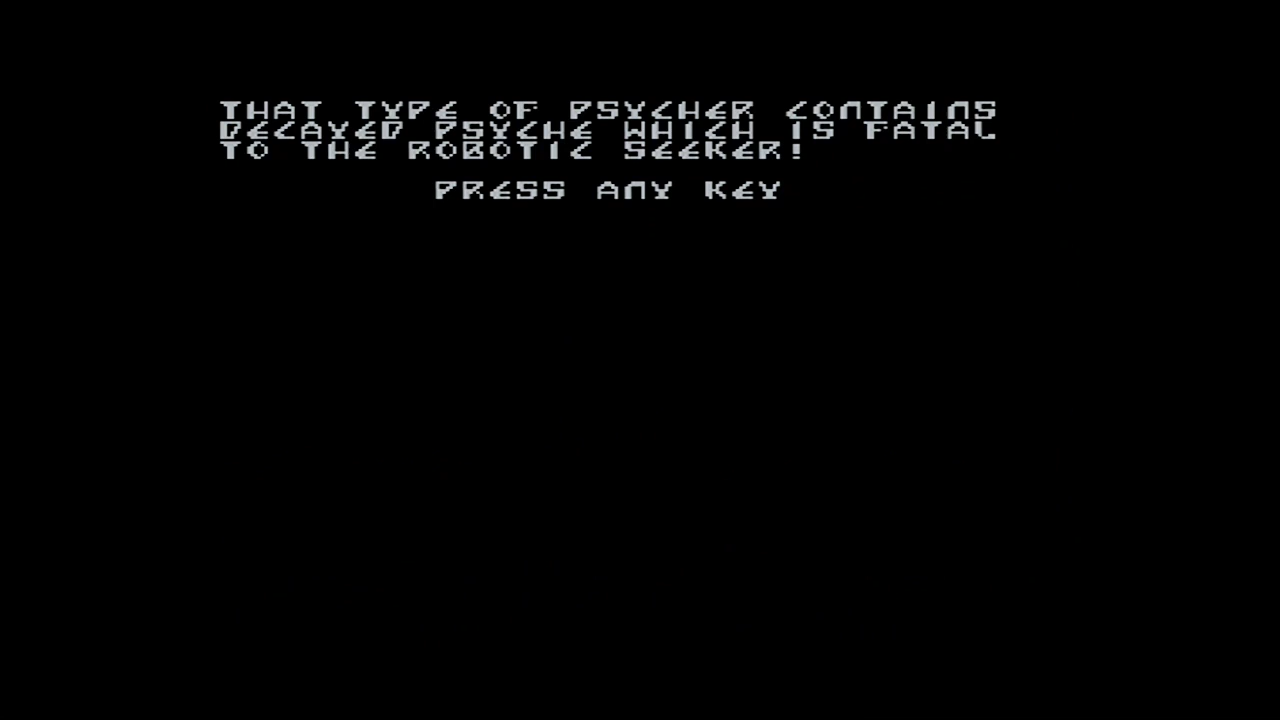 THAT TYPE OF PSYCHER CONTAINS
DECAYED PSYCHE WHICH IS FATAL
TO THE ROBOTIC SEEKER!
PRESS ANY KEY